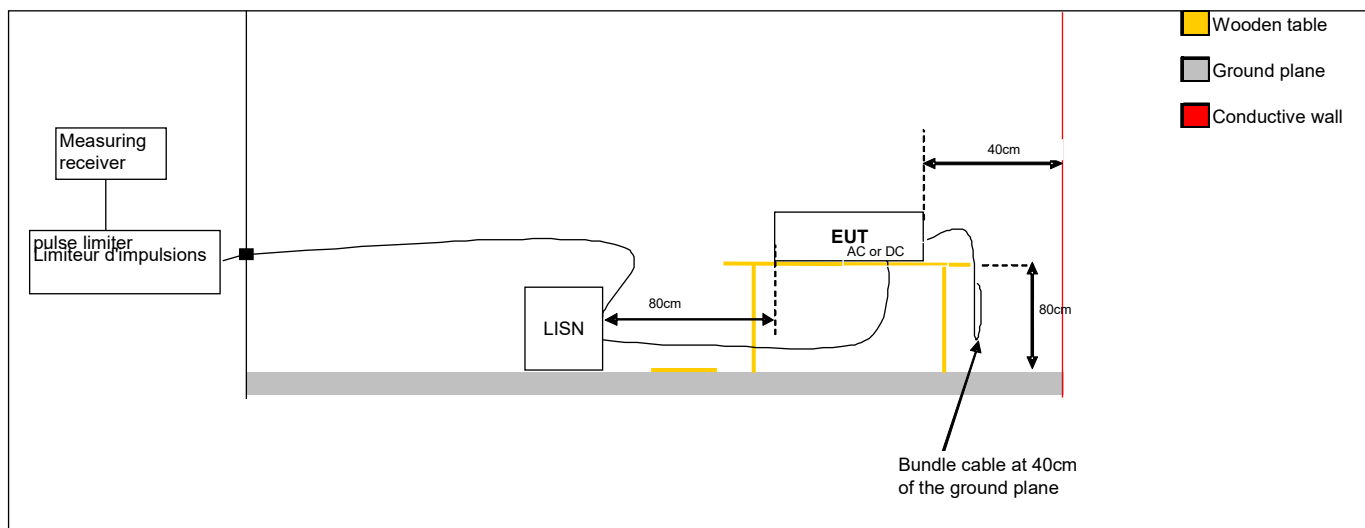 Wooden table
Ground plane
Conductive wall
Measuring
receiver
40cm
pulse limiter
Limiteur d'impulsions
EUT
AC or DC
80cm
80cm
LISN
Bundle cable at 40cm
of the ground plane